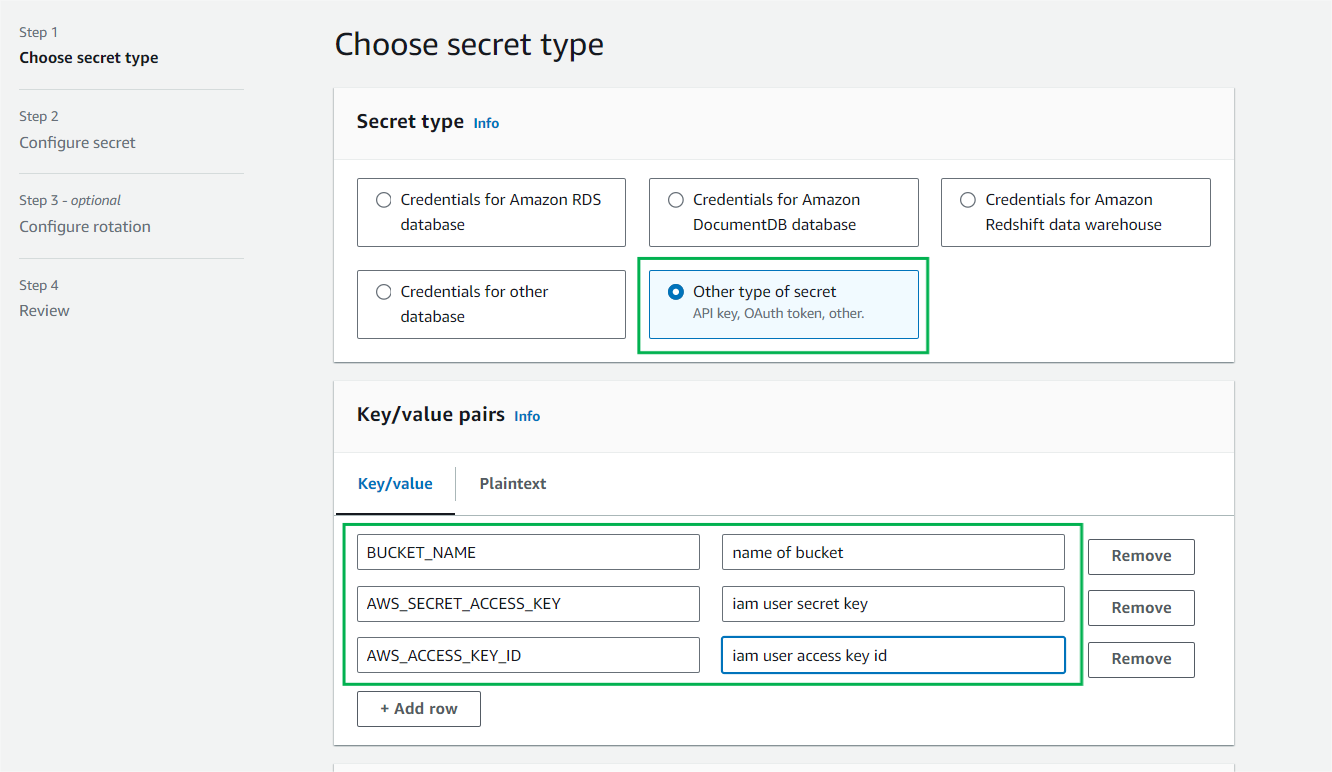 Step 1
Choose secret type
Step 2
Configure secret
Step 3 - optional
Configure rotation
Step 4
Review
Choose secret type
Secret type Info
Credentials for Amazon RDS
database
Credentials for Amazon
DocumentDB database
Credentials for Amazon
Redshift data warehouse
Credentials for other
database
Other type of secret
API key, OAuth token, other.
Key/value pairs Info
Key/value Plaintext
BUCKET_NAME name of bucket Remove
AWS_SECRET_ACCESS_KEY iam user secret key Remove
AWS_ACCESS_KEY_ID iam user access key id Remove
+ Add row